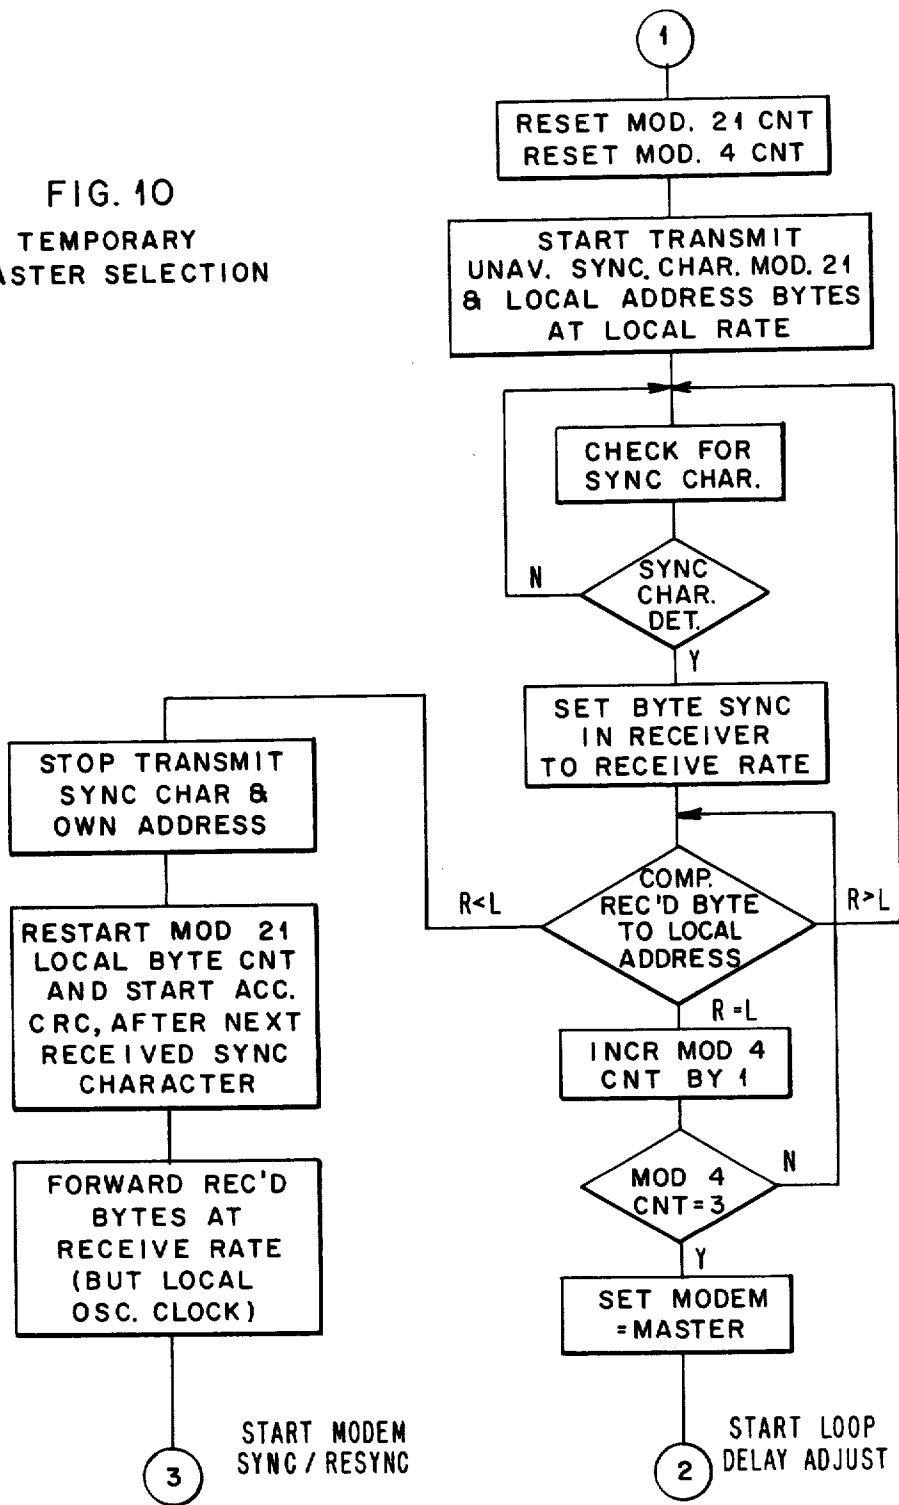 1
RESET MOD. 21 CNT
RESET MOD. 4 CNT
FIG. 10
TEMPORARY
ASTER SELECTION
START TRANSMIT
UNAV. SYNC. CHAR. MOD. 21
& LOCAL ADDRESS BYTES
AT LOCAL RATE
CHECK FOR
SYNC CHAR.
N
SYNC
CHAR.
DET.
Y
SET BYTE SYNC
IN RECEIVER
TO RECEIVE RATE
COMP.
REC'D BYTE
TO LOCAL
ADDRESS
R<L
R>L
R=L
INCR MOD 4
CNT BY 1
MOD 4
CNT=3
N
Y
SET MODEM
=MASTER
START LOOP
DELAY ADJUST
2
STOP TRANSMIT
SYNC CHAR &
OWN ADDRESS
RESTART MOD 21
LOCAL BYTE CNT
AND START ACC.
CRC, AFTER NEXT
RECEIVED SYNC
CHARACTER
FORWARD REC'D
BYTES AT
RECEIVE RATE
(BUT LOCAL
OSC. CLOCK)
START MODEM
SYNC / RESYNC
3